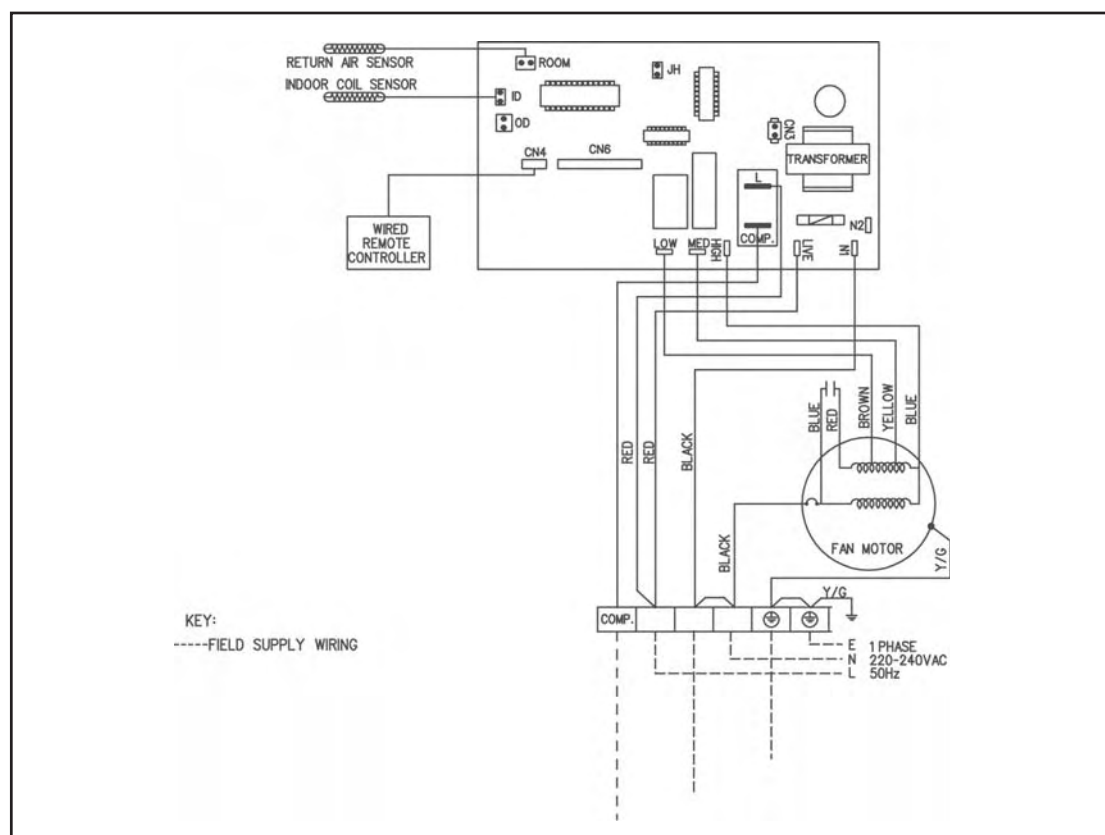 RETURN AIR SENSOR
ROOM
INDOOR COIL SENSOR
ID
OD
JH
CN3
TRANSFORMER
CN4
CN6
L
COMP.
N2
WIRED
REMOTE
CONTROLLER
LOW
MED
HIGH
LIVE
N1
BLUE
RED
BROWN
YELLOW
BLUE
RED
RED
BLACK
BLACK
FAN MOTOR
Y/G
Y/G
COMP.
KEY:
-----FIELD SUPPLY WIRING
E 1 PHASE
N 220-240VAC
L 50Hz